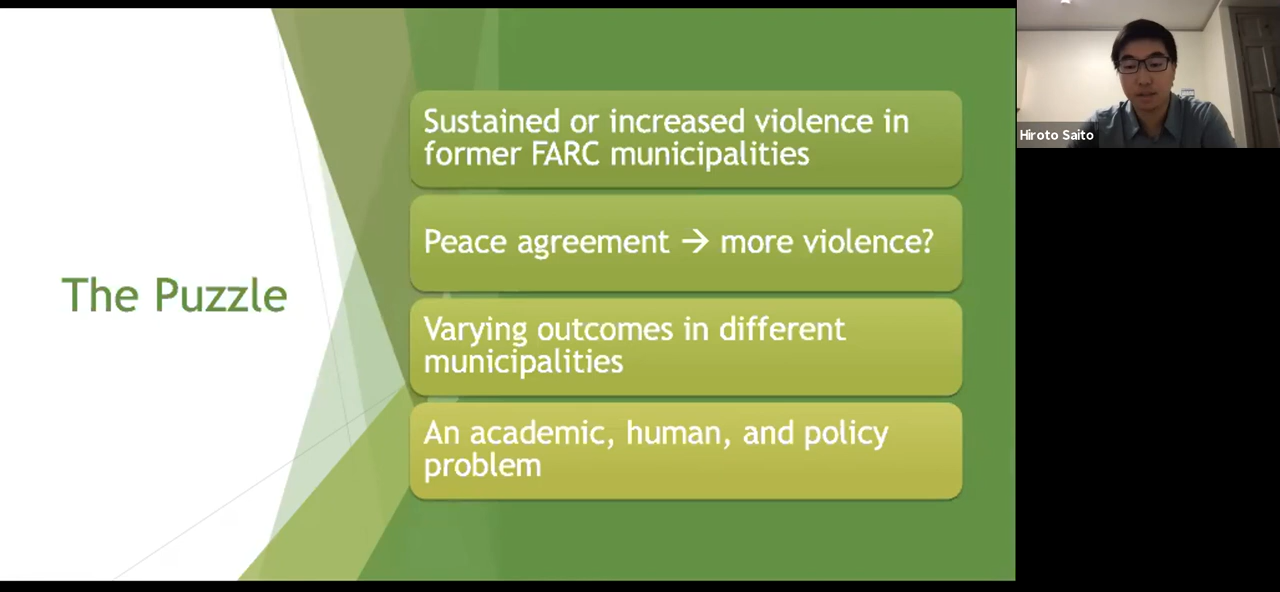 The Puzzle
Sustained or increased violence in
former FARC municipalities
Peace agreement → more violence?
Varying outcomes in different
municipalities
An academic, human, and policy
problem
Hiroto Saito